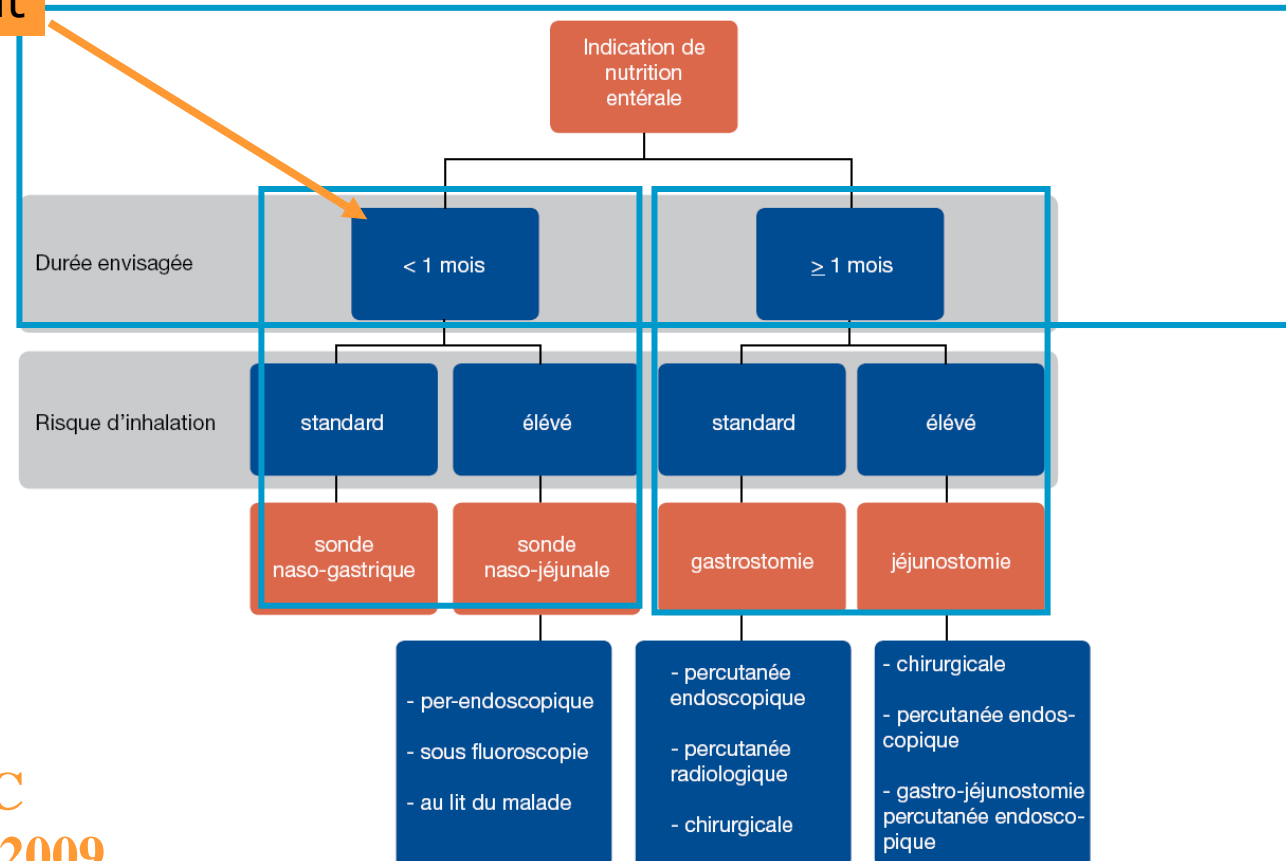 Indication de
nutrition
entérale
Durée envisagée
< 1 mois
≥ 1 mois
Risque d'inhalation
standard
élévé
standard
élévé
sonde
naso-gastrique
sonde
naso-jéjunale
gastrostomie
jéjunostomie
- per-endoscopique
- sous fluoroscopie
- au lit du malade
- percutanée
endoscopique
- percutanée
radiologique
- chirurgicale
- chirurgicale
- percutanée endos-
copique
- gastro-jéjunostomie
percutanée endosco-
pique
C
2009